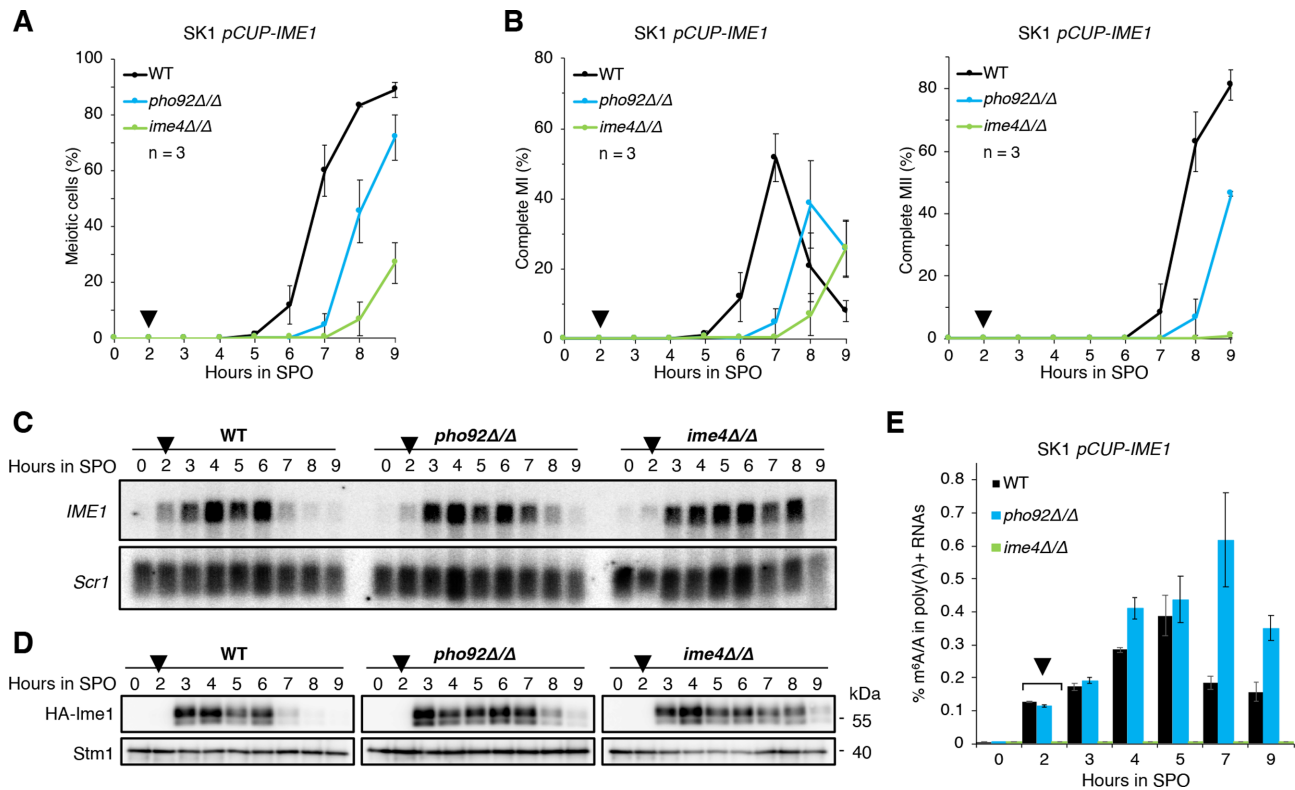 A
SK1 pCUP-IME1
100
80
60
40
20
0
Meiotic cells (%)
WT
pho92Δ/Δ
ime4Δ/Δ
n = 3
0 2 3 4 5 6 7 8 9
Hours in SPO
B
SK1 pCUP-IME1
80
60
40
20
0
Complete MI (%)
WT
pho92Δ/Δ
ime4Δ/Δ
n = 3
0 2 3 4 5 6 7 8 9
Hours in SPO
SK1 pCUP-IME1
80
60
40
20
0
Complete MII (%)
WT
pho92Δ/Δ
ime4Δ/Δ
n = 3
0 2 3 4 5 6 7 8 9
Hours in SPO
C
WT pho92Δ/Δ ime4Δ/Δ
Hours in SPO 0 2 3 4 5 6 7 8 9 0 2 3 4 5 6 7 8 9 0 2 3 4 5 6 7 8 9
IME1
Scr1
D
WT pho92Δ/Δ ime4Δ/Δ
Hours in SPO 0 2 3 4 5 6 7 8 9 0 2 3 4 5 6 7 8 9 0 2 3 4 5 6 7 8 9 kDa
HA-Ime1 - 55
Stm1 - 40
E
SK1 pCUP-IME1
0.8
0.7
0.6
0.5
0.4
0.3
0.2
0.1
0
% m⁶A/A in poly(A)+ RNAs
WT
pho92Δ/Δ
ime4Δ/Δ
0 2 3 4 5 7 9
Hours in SPO